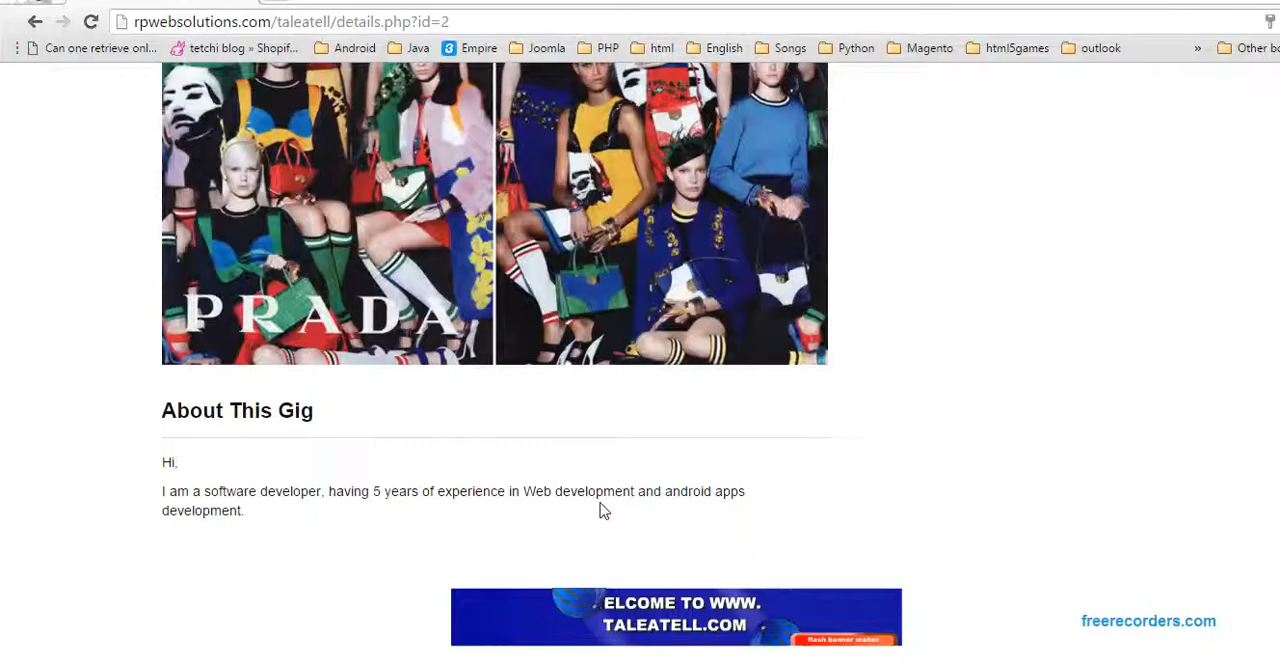 rpwebsolutions.com/taleatell/details.php?id=2
Can one retrieve onl... tetchi blog » Shopif... Android Java Empire Joomla PHP html English Songs Python Magento html5games outlook » Other bo
PRADA
About This Gig
Hi,
I am a software developer, having 5 years of experience in Web development and android apps
development.
ELCOME TO WWW.
TALEATELL.COM
flash banner maker
freerecorders.com